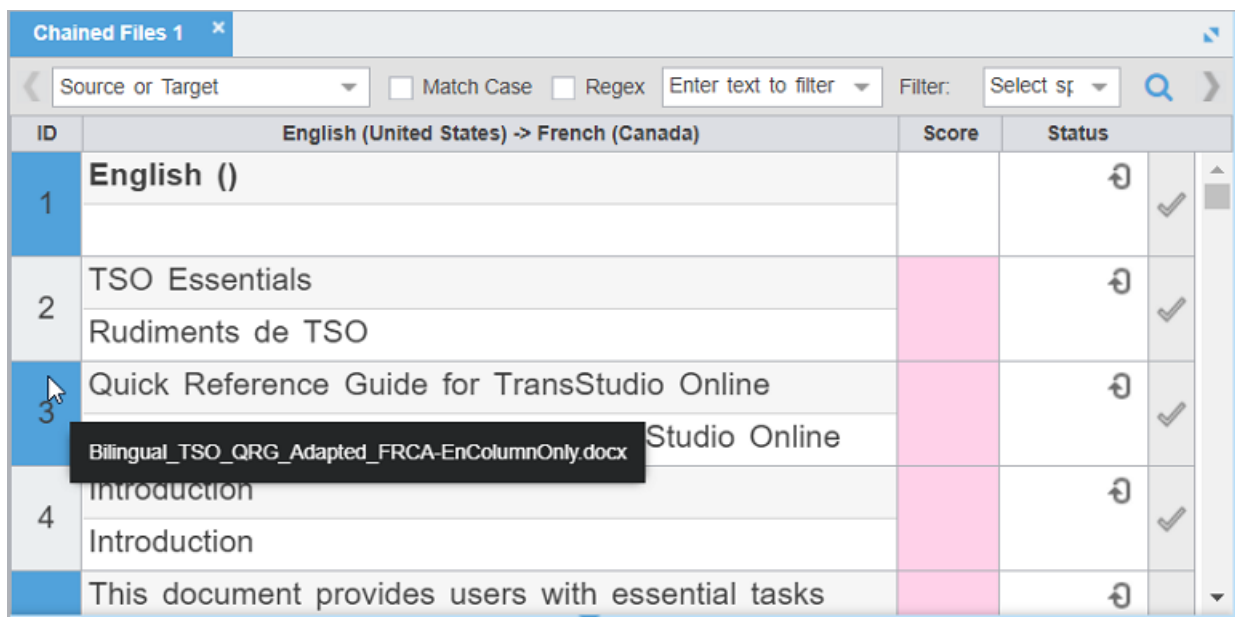 Chained Files 1 ×
Source or Target Match Case Regex Enter text to filter Filter: Select sp
ID English (United States) -> French (Canada) Score Status
1 English ()
2 TSO Essentials
Rudiments de TSO
3 Quick Reference Guide for TransStudio Online
Studio Online
Bilingual_TSO_QRG_Adapted_FRCA-EnColumnOnly.docx
4 Introduction
Introduction
This document provides users with essential tasks